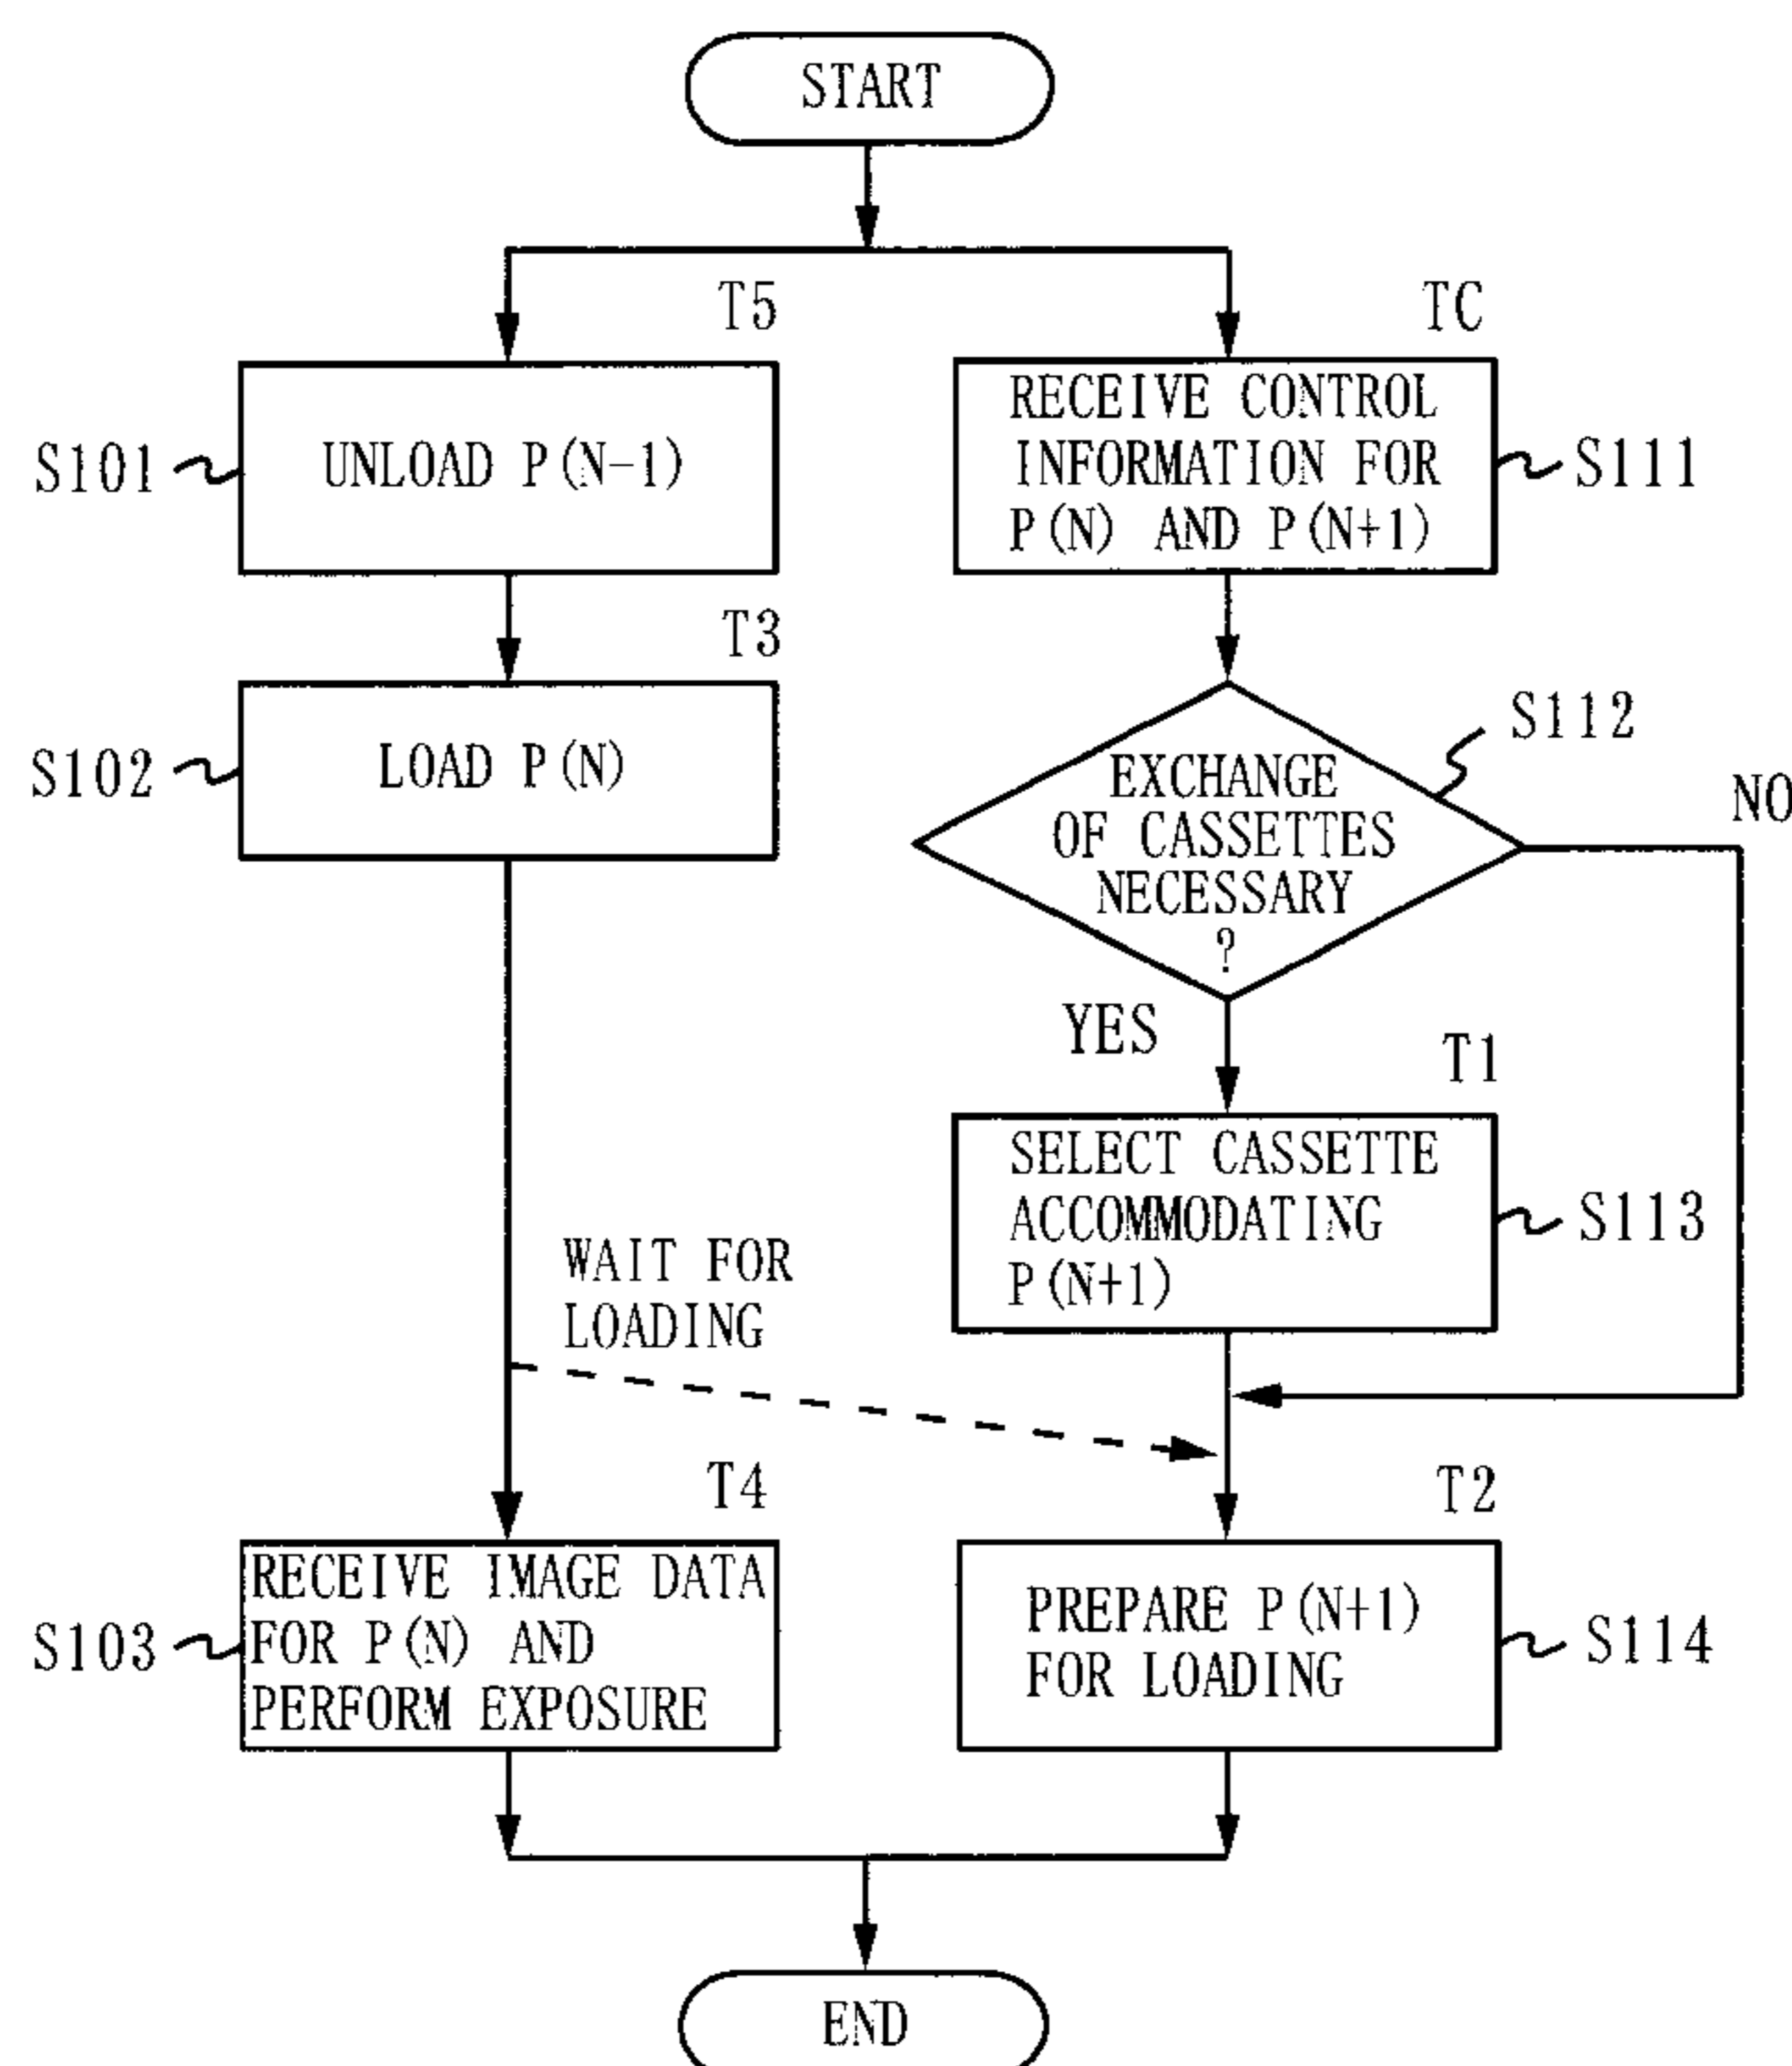 START
T5
TC
S101
UNLOAD P(N-1)
RECEIVE CONTROL
INFORMATION FOR
P(N) AND P(N+1)
S111
T3
S102
LOAD P(N)
S112
EXCHANGE
OF CASSETTES
NECESSARY
?
NO
YES
T1
SELECT CASSETTE
ACCOMMODATING
P(N+1)
S113
WAIT FOR
LOADING
T4
T2
S103
RECEIVE IMAGE DATA
FOR P(N) AND
PERFORM EXPOSURE
PREPARE P(N+1)
FOR LOADING
S114
END